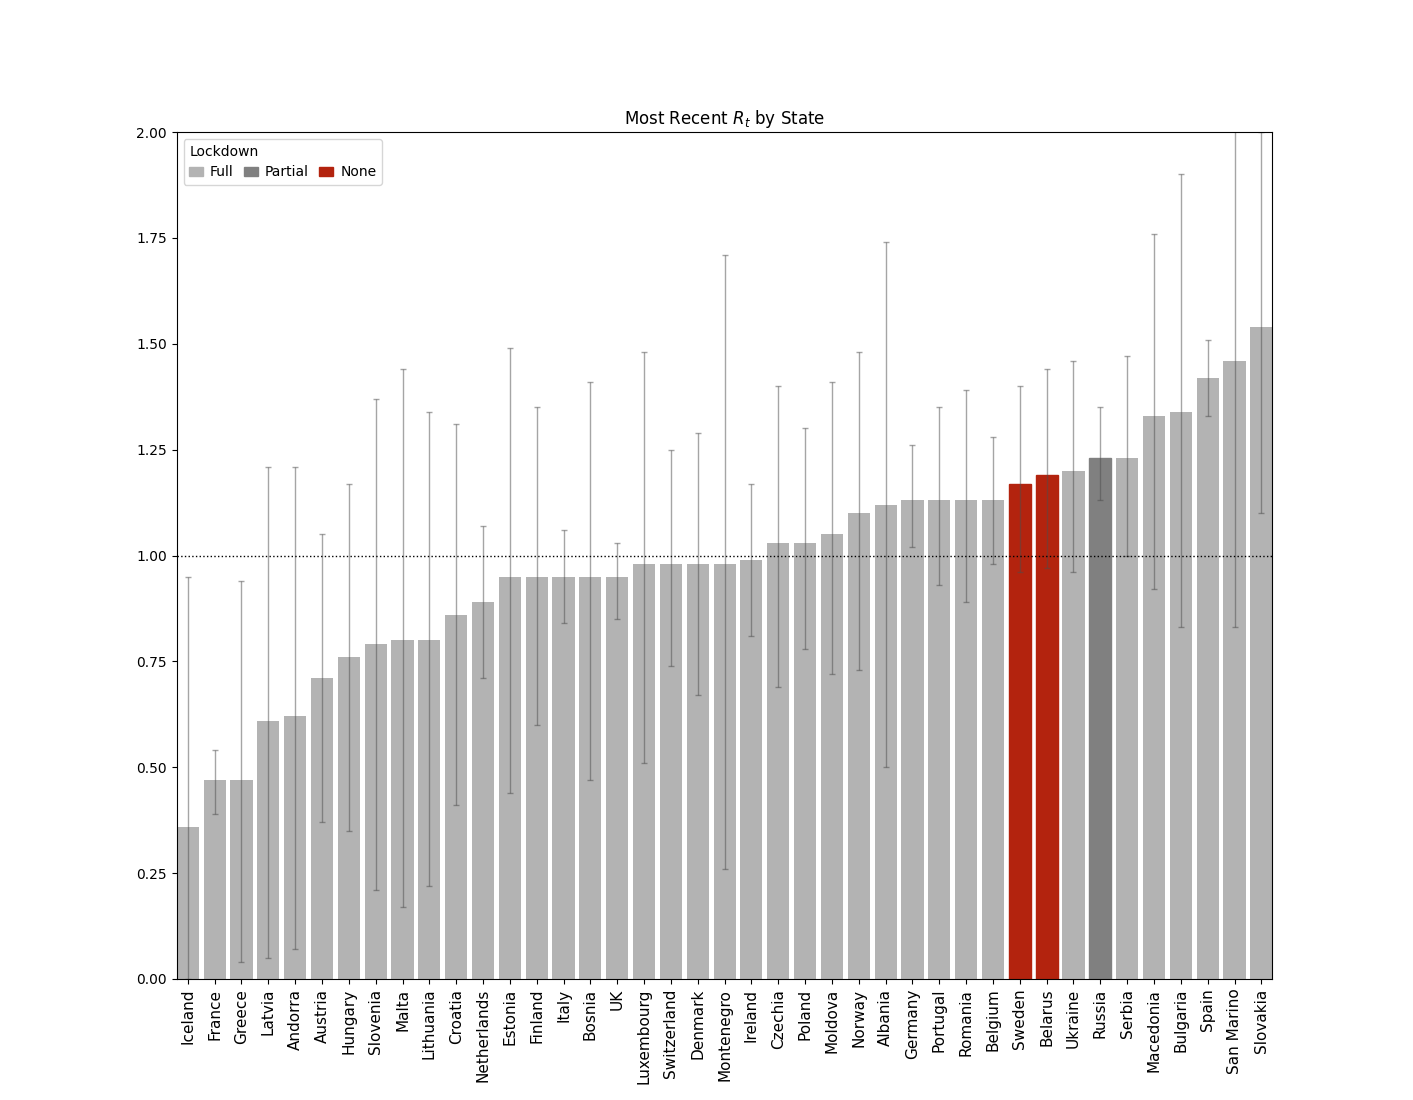 Most Recent Rt by State
2.00
Lockdown
Full Partial None
1.75
1.50
1.25
1.00
0.75
0.50
0.25
0.00
Iceland
France
Greece
Latvia
Andorra
Austria
Hungary
Slovenia
Malta
Lithuania
Croatia
Netherlands
Estonia
Finland
Italy
Bosnia
UK
Luxembourg
Switzerland
Denmark
Montenegro
Ireland
Czechia
Poland
Moldova
Norway
Albania
Germany
Portugal
Romania
Belgium
Sweden
Belarus
Ukraine
Russia
Serbia
Macedonia
Bulgaria
Spain
San Marino
Slovakia